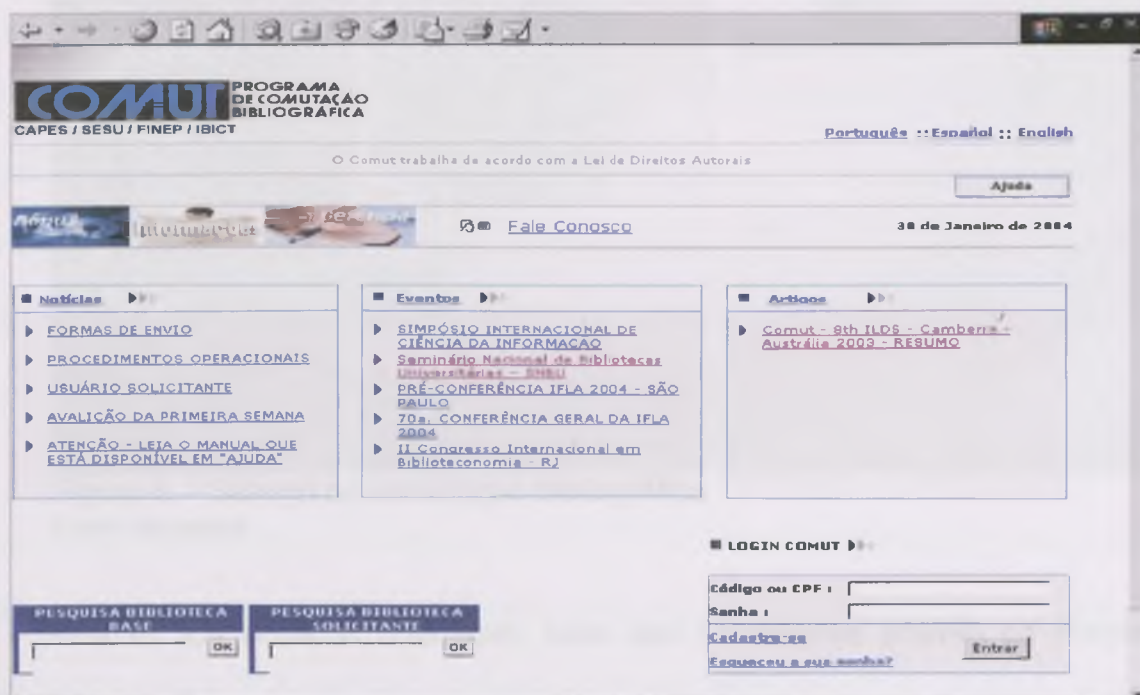 COMUT
PROGRAMA
DE COMUTAÇÃO
BIBLIOGRÁFICA
CAPES / SESU / FINEP / IBICT
Português :: Español :: English
O Comut trabalha de acordo com a Lei de Direitos Autorais
Ajuda
Informações
Fale Conosco
30 de Janeiro de 2004
Notícias
FORMAS DE ENVIO
PROCEDIMENTOS OPERACIONAIS
USUÁRIO SOLICITANTE
AVALIÇÃO DA PRIMEIRA SEMANA
ATENÇÃO - LEIA O MANUAL QUE
ESTÁ DISPONÍVEL EM "AJUDA"
Eventos
SIMPÓSIO INTERNACIONAL DE
CIÊNCIA DA INFORMAÇÃO
Seminário Nacional de Bibliotecas
Universitárias - SNBU
PRÉ-CONFERÊNCIA IFLA 2004 - SÃO
PAULO
70a. CONFERÊNCIA GERAL DA IFLA
2004
II Congresso Internacional em
Biblioteconomia - RJ
Artigos
Comut - 8th ILDS - Camberra -
Austrália 2003 - RESUMO
LOGIN COMUT
Código ou CPF :
Senha :
Cadastre-se
Esqueceu a sua senha?
Entrar
PESQUISA BIBLIOTECA
BASE
OK
PESQUISA BIBLIOTECA
SOLICITANTE
OK